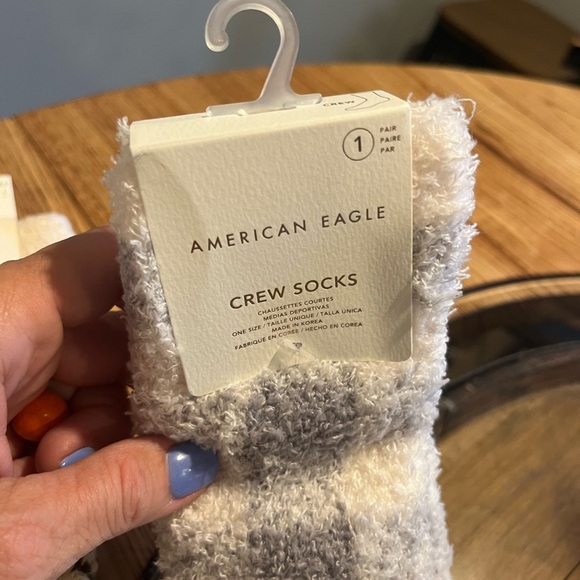 CREW
1
PAIR
PAIRE
PAR
AMERICAN EAGLE
CREW SOCKS
CHAUSSETTES COURTES
MEDIAS DEPORTIVAS
ONE SIZE / TAILLE UNIQUE / TALLA ÚNICA
MADE IN KOREA
FABRIQUÉ EN CORÉE / HECHO EN COREA